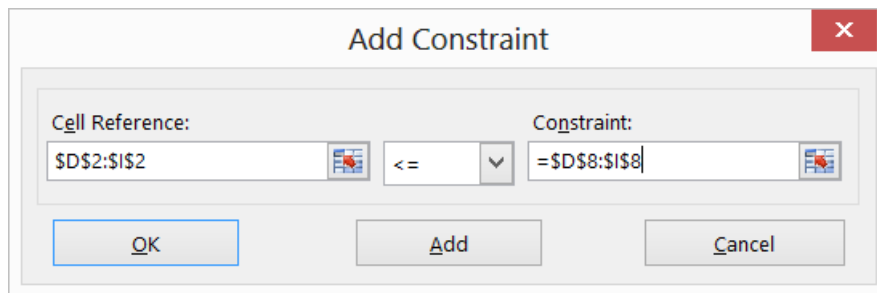 Add Constraint
x
Cell Reference: Constraint:
$D$2:$I$2 <= =$D$8:$I$8
OK Add Cancel